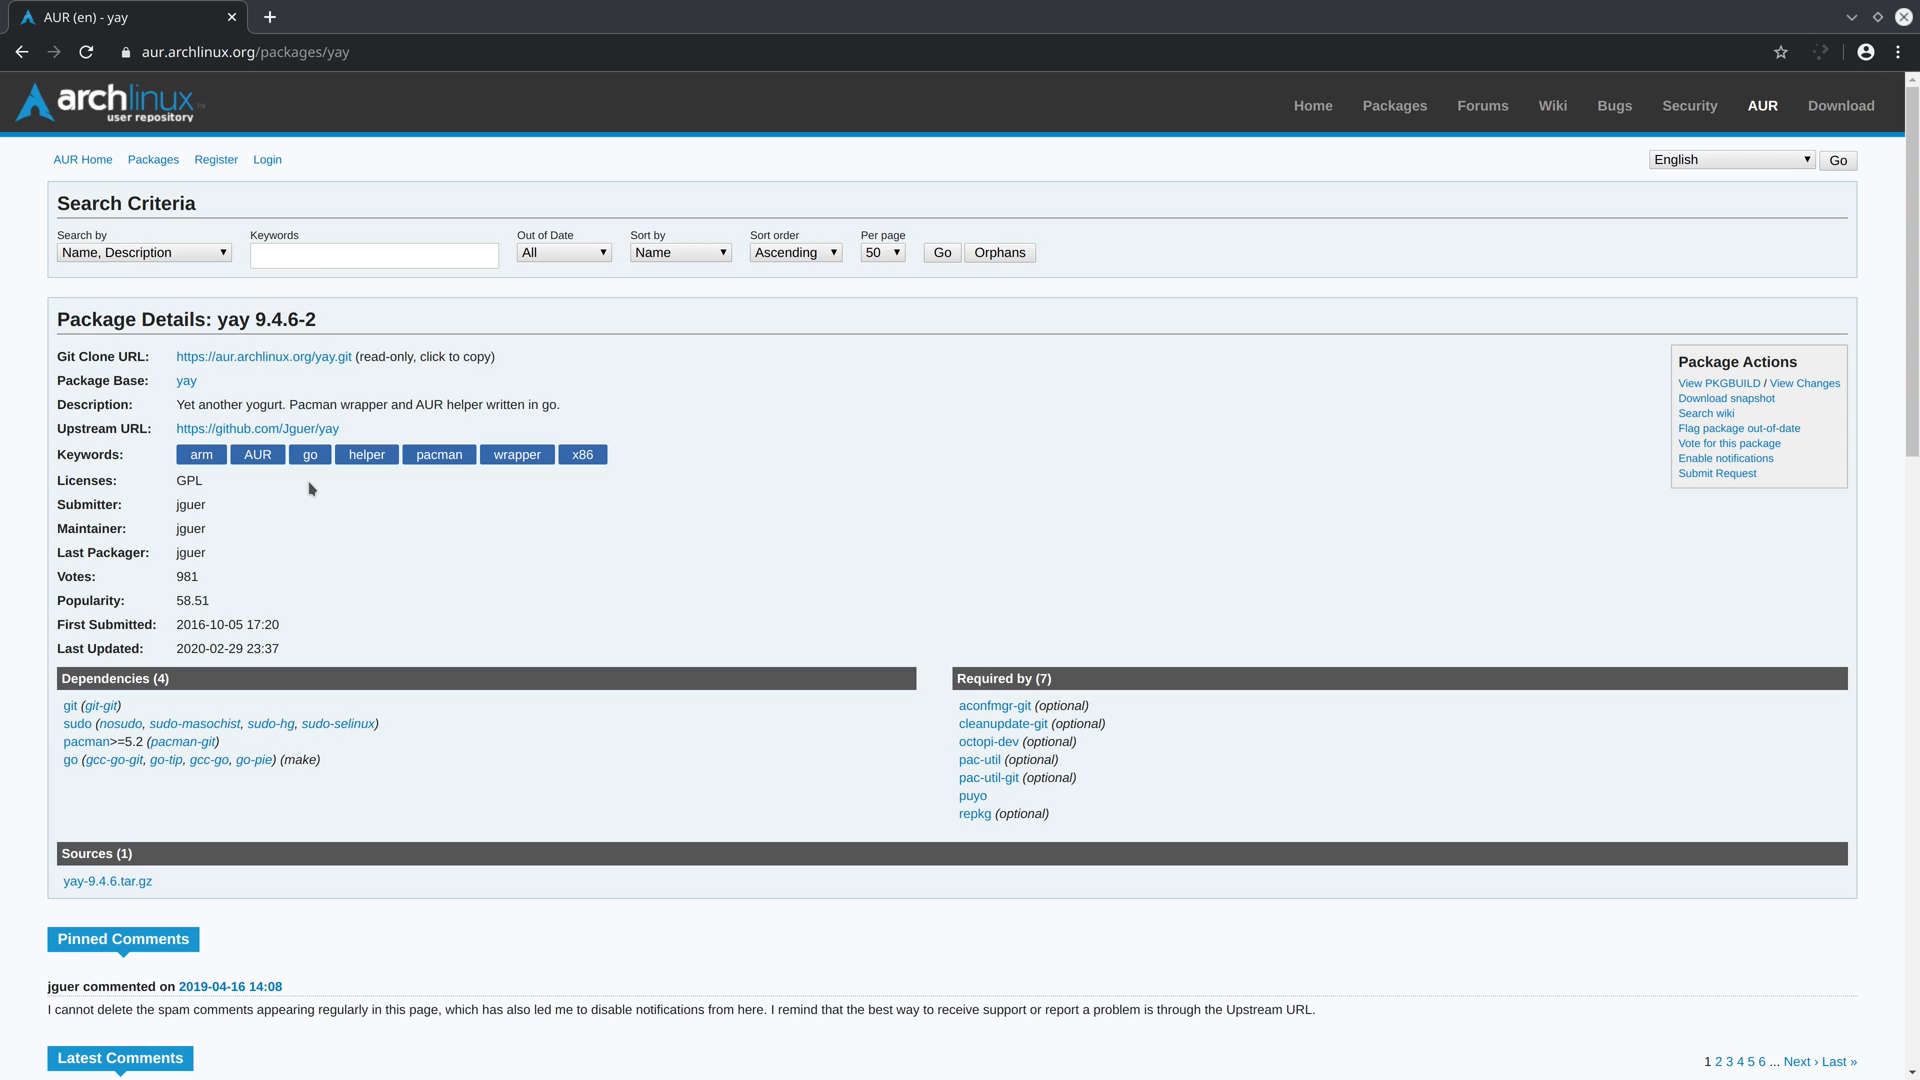 AUR (en) - yay
aur.archlinux.org/packages/yay
archlinux™
user repository
Home Packages Forums Wiki Bugs Security AUR Download
AUR Home Packages Register Login
English Go
Search Criteria
Search by Keywords Out of Date Sort by Sort order Per page
Name, Description All Name Ascending 50 Go Orphans
Package Details: yay 9.4.6-2
Git Clone URL: https://aur.archlinux.org/yay.git (read-only, click to copy)
Package Base: yay
Description: Yet another yogurt. Pacman wrapper and AUR helper written in go.
Upstream URL: https://github.com/Jguer/yay
Keywords: arm AUR go helper pacman wrapper x86
Licenses: GPL
Submitter: jguer
Maintainer: jguer
Last Packager: jguer
Votes: 981
Popularity: 58.51
First Submitted: 2016-10-05 17:20
Last Updated: 2020-02-29 23:37
Package Actions
View PKGBUILD / View Changes
Download snapshot
Search wiki
Flag package out-of-date
Vote for this package
Enable notifications
Submit Request
Dependencies (4)
git (git-git)
sudo (nosudo, sudo-masochist, sudo-hg, sudo-selinux)
pacman>=5.2 (pacman-git)
go (gcc-go-git, go-tip, gcc-go, go-pie) (make)
Required by (7)
aconfmgr-git (optional)
cleanupdate-git (optional)
octopi-dev (optional)
pac-util (optional)
pac-util-git (optional)
puyo
repkg (optional)
Sources (1)
yay-9.4.6.tar.gz
Pinned Comments
jguer commented on 2019-04-16 14:08
I cannot delete the spam comments appearing regularly in this page, which has also led me to disable notifications from here. I remind that the best way to receive support or report a problem is through the Upstream URL.
Latest Comments
1 2 3 4 5 6 ... Next › Last »